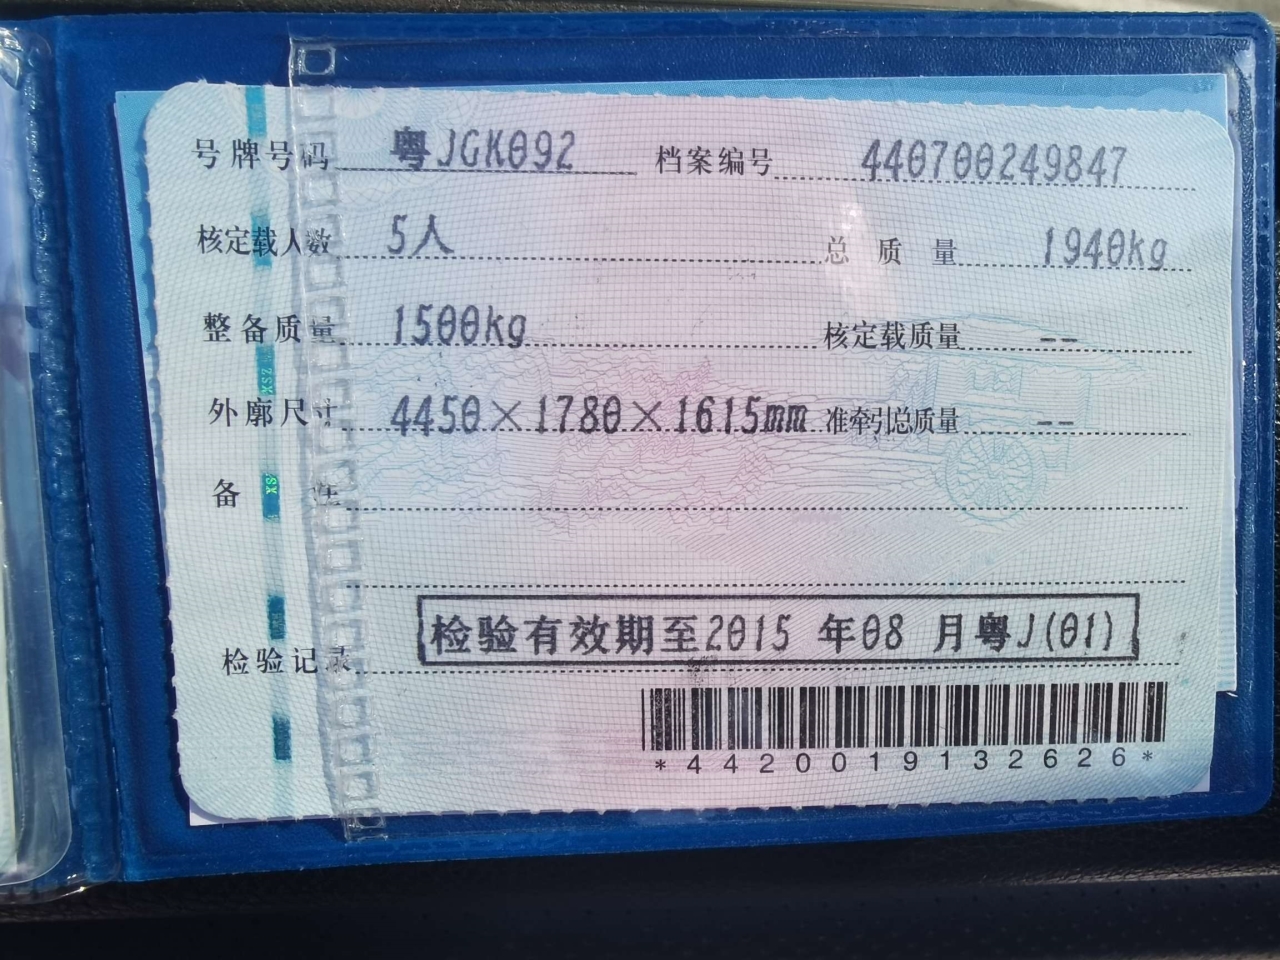 号牌号码 粤JGK092 档案编号 440700249847
核定载人数 5人 总质量 1940kg
整备质量 1500kg 核定载质量 --
外廓尺寸 4450×1780×1615mm 准牵引总质量 --
备注
检验记录 检验有效期至2015 年08 月粤J(01)
*4420019132626*